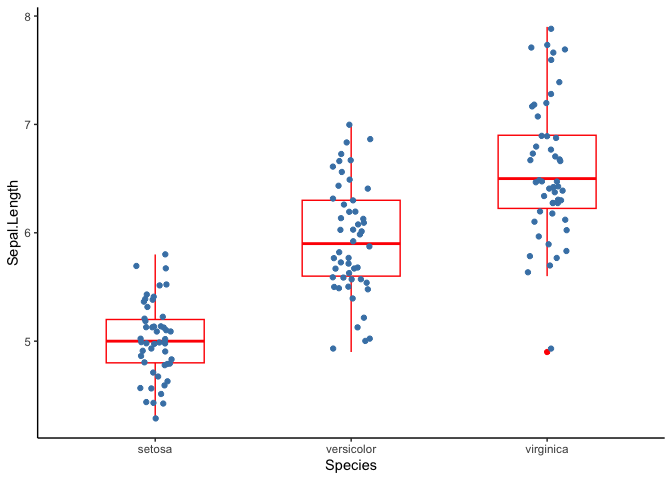 8
7
6
5
Sepal.Length
setosa
versicolor
virginica
Species